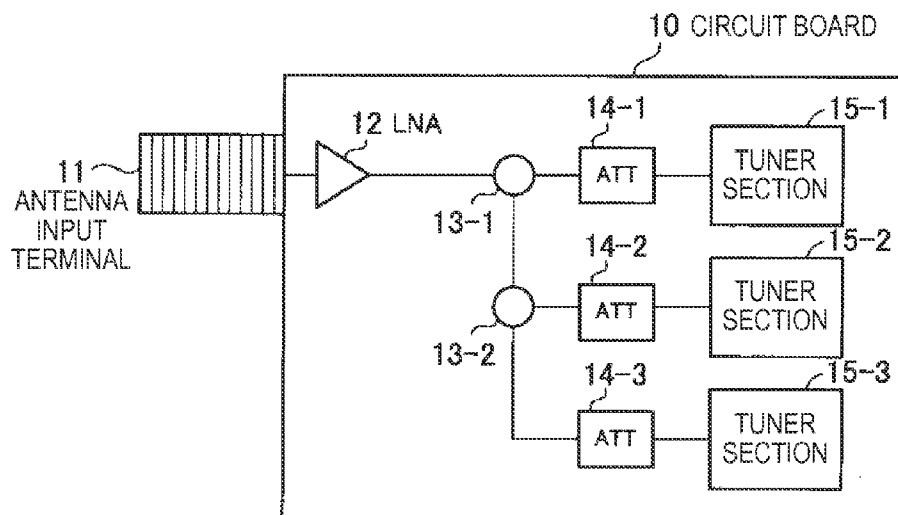 10 CIRCUIT BOARD
12 LNA
14-1
15-1
11
ANTENNA
INPUT
TERMINAL
13-1
ATT
TUNER
SECTION
14-2
15-2
13-2
ATT
TUNER
SECTION
14-3
15-3
ATT
TUNER
SECTION